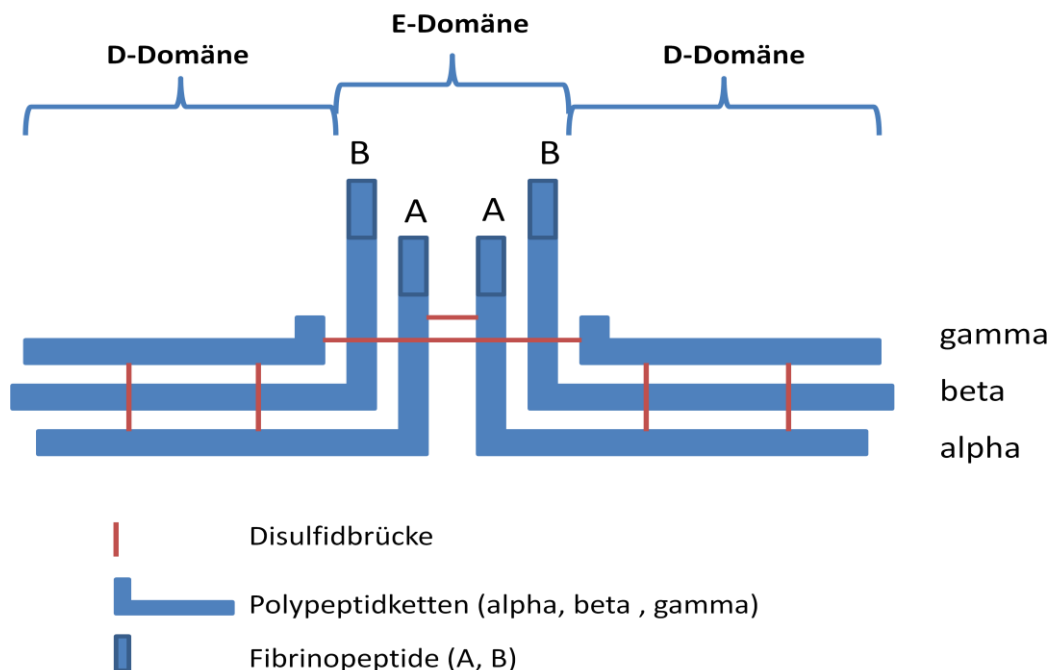 E-Domäne
D-Domäne
D-Domäne
B
B
A
A
gamma
beta
alpha
Disulfidbrücke
Polypeptidketten (alpha, beta , gamma)
Fibrinopeptide (A, B)